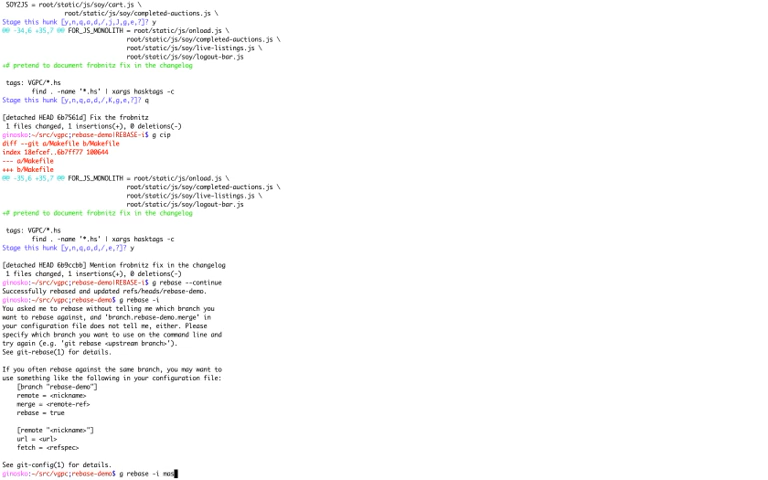 SOYZJS = root/static/js/soy/cart.js \
root/static/js/soy/completed-auctions.js
Stage this hunk [y,n,q,a,d,/,j,J,g,e,?]? y
@@ -34,6 +35,7 @@ FOR_JS_MONOLITH = root/static/js/onload.js \
root/static/js/soy/completed-auctions.js \
root/static/js/soy/live-listings.js \
root/static/js/soy/logout-bar.js
+# pretend to document frobnitz fix in the changelog
tags: VGPC/*.hs
find . -name '*.hs' | xargs hasktags -c
Stage this hunk [y,n,q,a,d,/,K,g,e,?]? q
[detached HEAD 6b7561d] Fix the frobnitz
1 files changed, 1 insertions(+), 0 deletions(-)
ginosko:~/src/vgpc;rebase-demo|REBASE-i$ g cip
diff --git a/Makefile b/Makefile
index 18efcef..6b7ff77 100644
--- a/Makefile
+++ b/Makefile
@@ -35,6 +35,7 @@ FOR_JS_MONOLITH = root/static/js/onload.js \
root/static/js/soy/completed-auctions.js \
root/static/js/soy/live-listings.js \
root/static/js/soy/logout-bar.js
+# pretend to document frobnitz fix in the changelog
tags: VGPC/*.hs
find . -name '*.hs' | xargs hasktags -c
Stage this hunk [y,n,q,a,d,/,e,?]? y
[detached HEAD 6b9ccbb] Mention frobnitz fix in the changelog
1 files changed, 1 insertions(+), 0 deletions(-)
ginosko:~/src/vgpc;rebase-demo|REBASE-i$ g rebase --continue
Successfully rebased and updated refs/heads/rebase-demo.
ginosko:~/src/vgpc;rebase-demo$ g rebase -i
You asked me to rebase without telling me which branch you
want to rebase against, and 'branch.rebase-demo.merge' in
your configuration file does not tell me, either. Please
specify which branch you want to use on the command line and
try again (e.g. 'git rebase <upstream branch>').
See git-rebase(1) for details.
If you often rebase against the same branch, you may want to
use something like the following in your configuration file:
[branch "rebase-demo"]
remote = <nickname>
merge = <remote-ref>
rebase = true
[remote "<nickname>"]
url = <url>
fetch = <refspec>
See git-config(1) for details.
ginosko:~/src/vgpc;rebase-demo$ g rebase -i mas